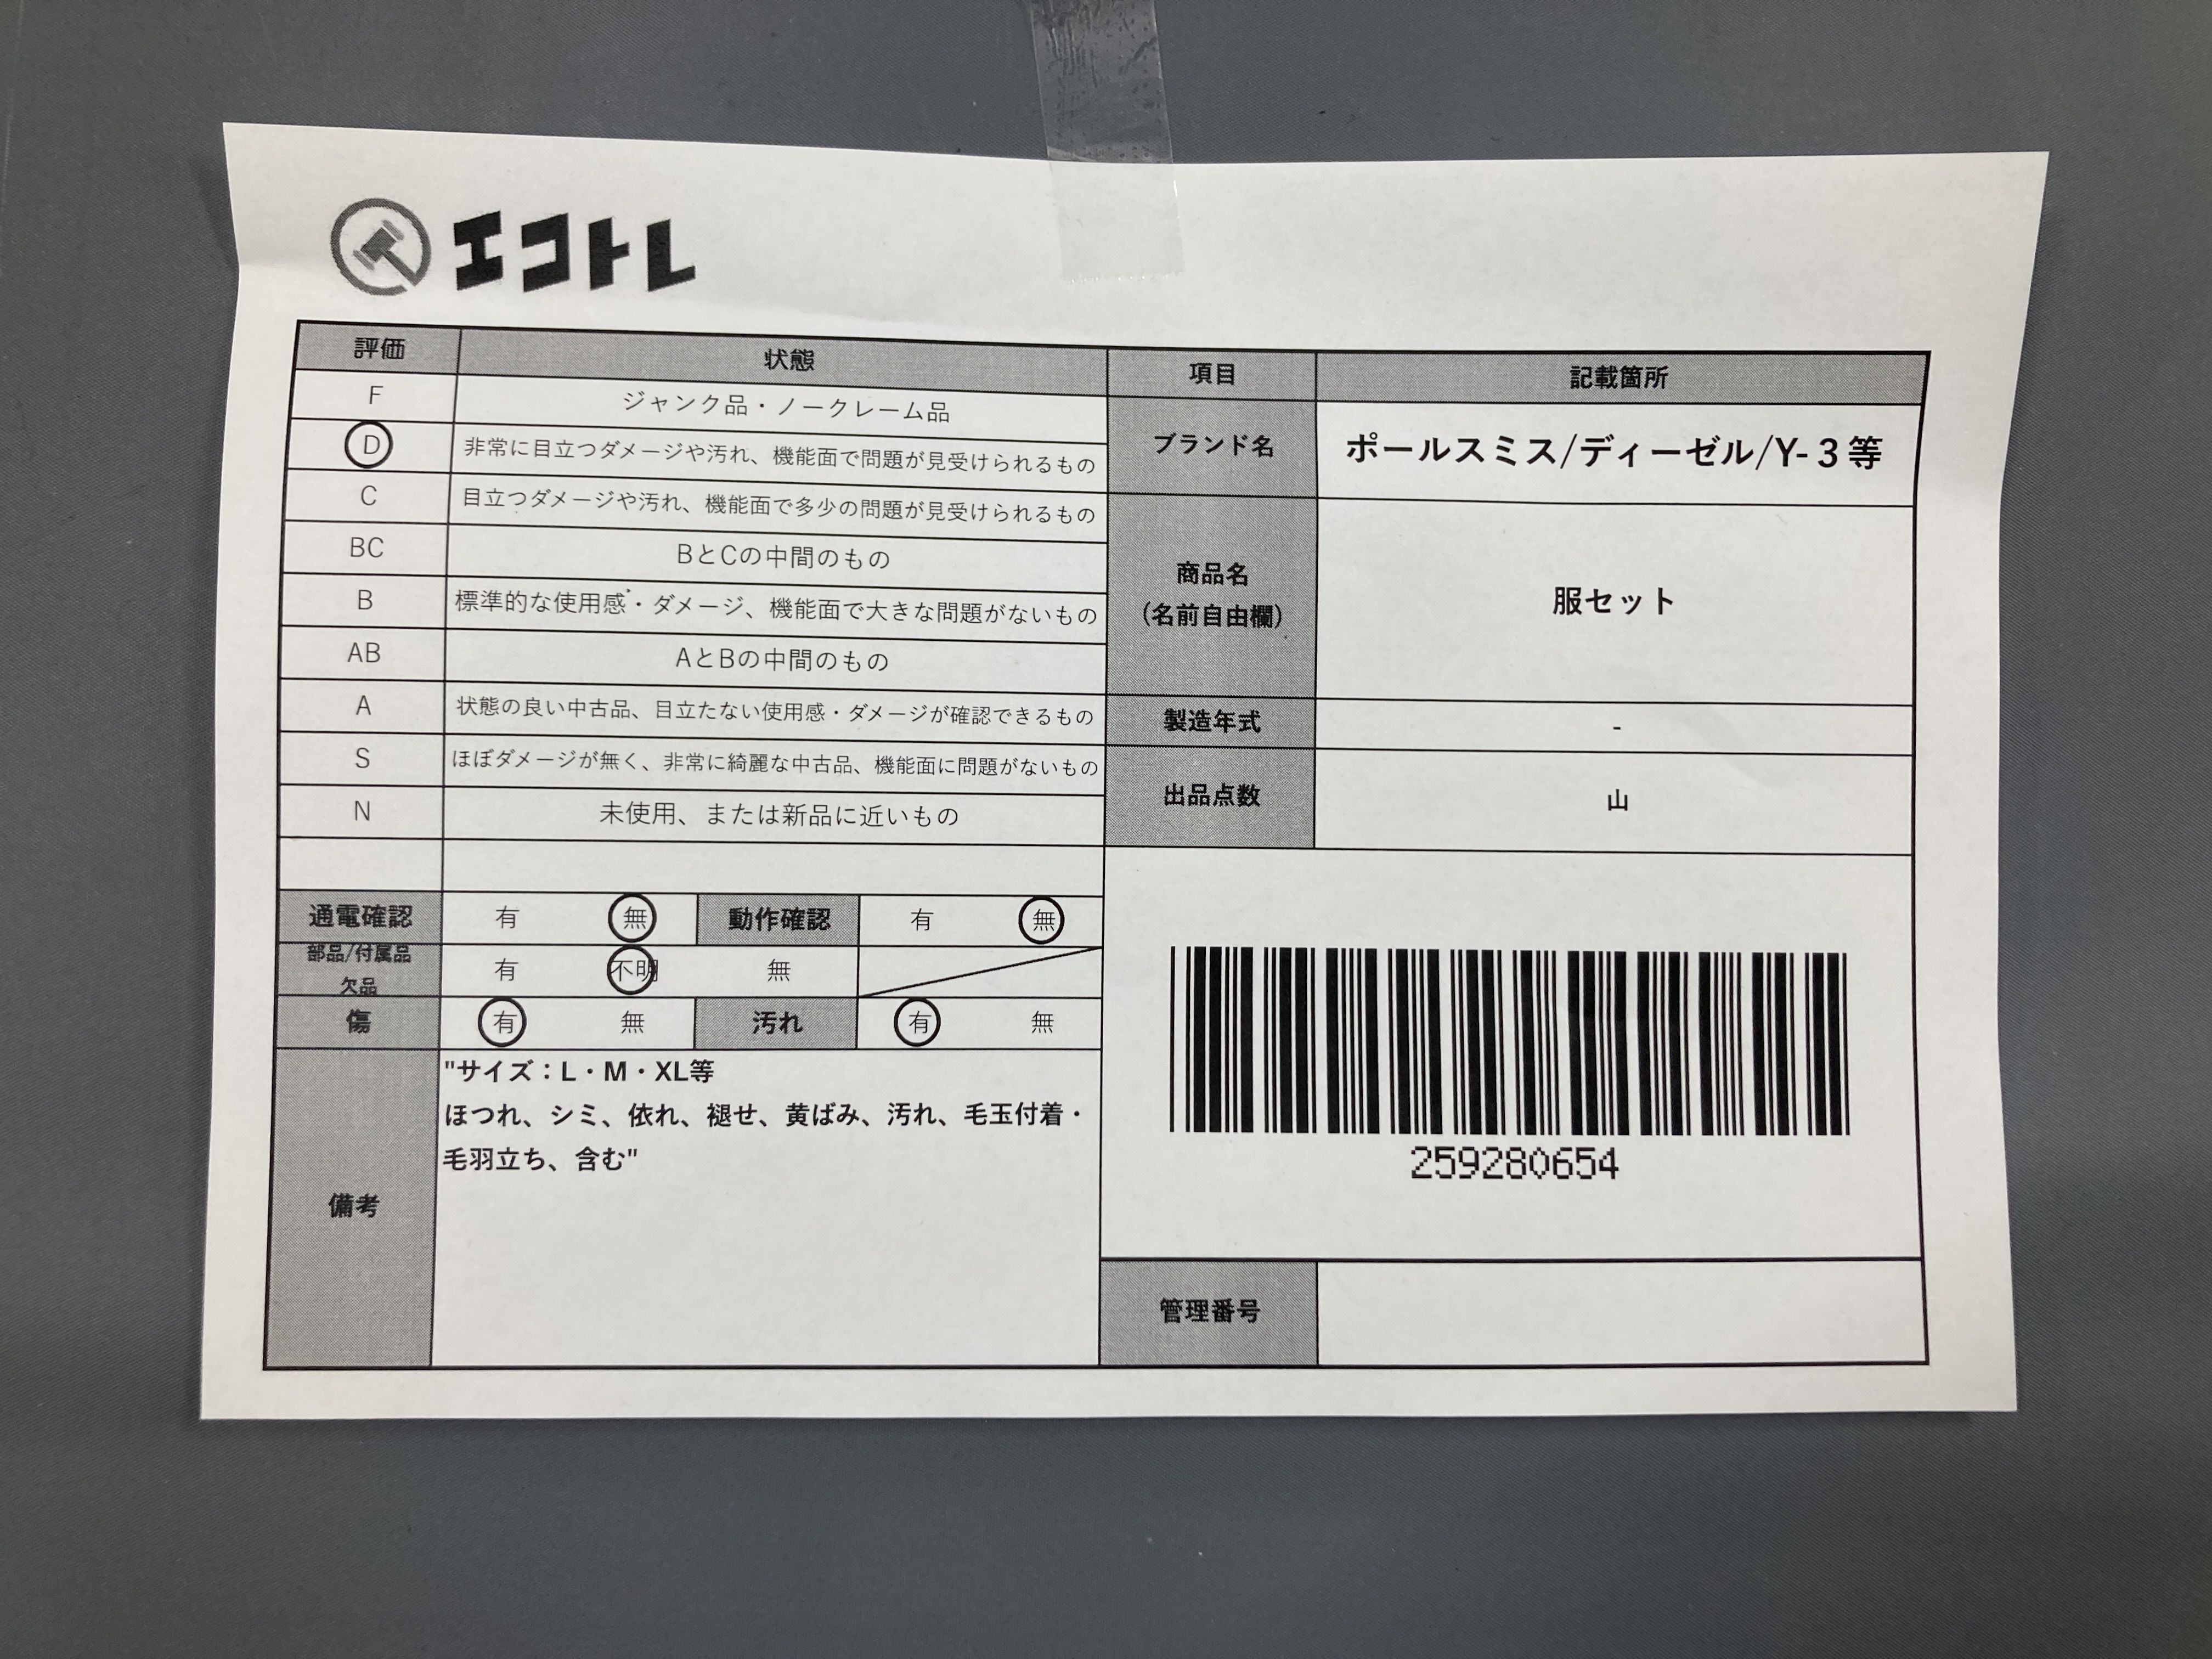 エコトレ
評価 状態 項目 記載箇所
F ジャンク品・ノークレーム品
D 非常に目立つダメージや汚れ、機能面で問題が見受けられるもの
C 目立つダメージや汚れ、機能面で多少の問題が見受けられるもの
BC BとCの中間のもの
B 標準的な使用感・ダメージ、機能面で大きな問題がないもの
AB AとBの中間のもの
A 状態の良い中古品、目立たない使用感・ダメージが確認できるもの
S ほぼダメージが無く、非常に綺麗な中古品、機能面に問題がないもの
N 未使用、または新品に近いもの
通電確認 有 無 動作確認 有 無
部品/付属品
欠品 有 不明 無
傷 有 無 汚れ 有 無
備考
"サイズ：L・M・XL等
ほつれ、シミ、依れ、褪せ、黄ばみ、汚れ、毛玉付着・
毛羽立ち、含む"
ブランド名 ポールスミス/ディーゼル/Y-３等
商品名
（名前自由欄） 服セット
製造年式 -
出品点数 山
259280654
管理番号